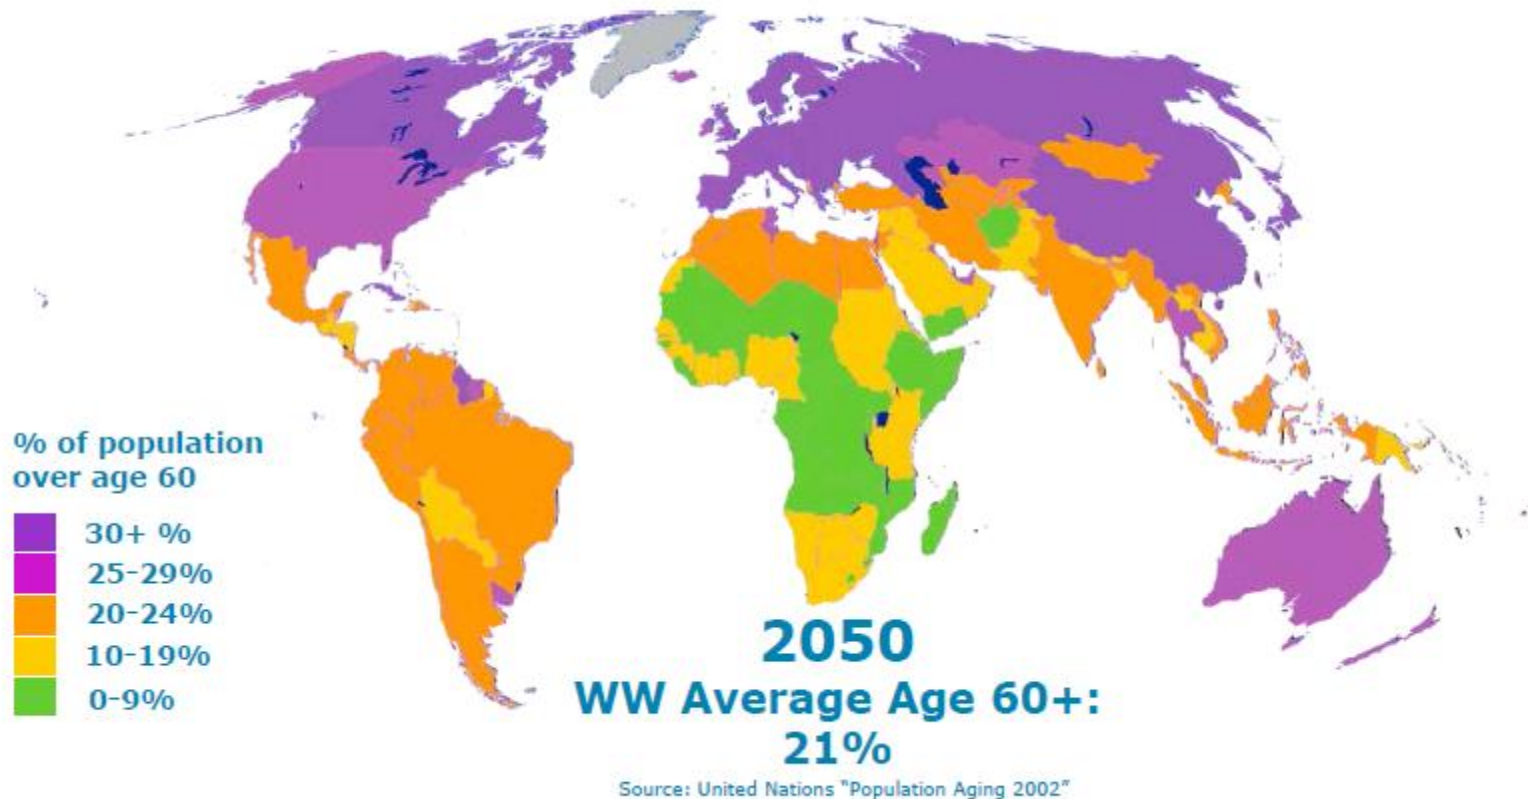 % of population
over age 60
30+ %
25-29%
20-24%
10-19%
0-9%
2050
WW Average Age 60+:
21%
Source: United Nations "Population Aging 2002"